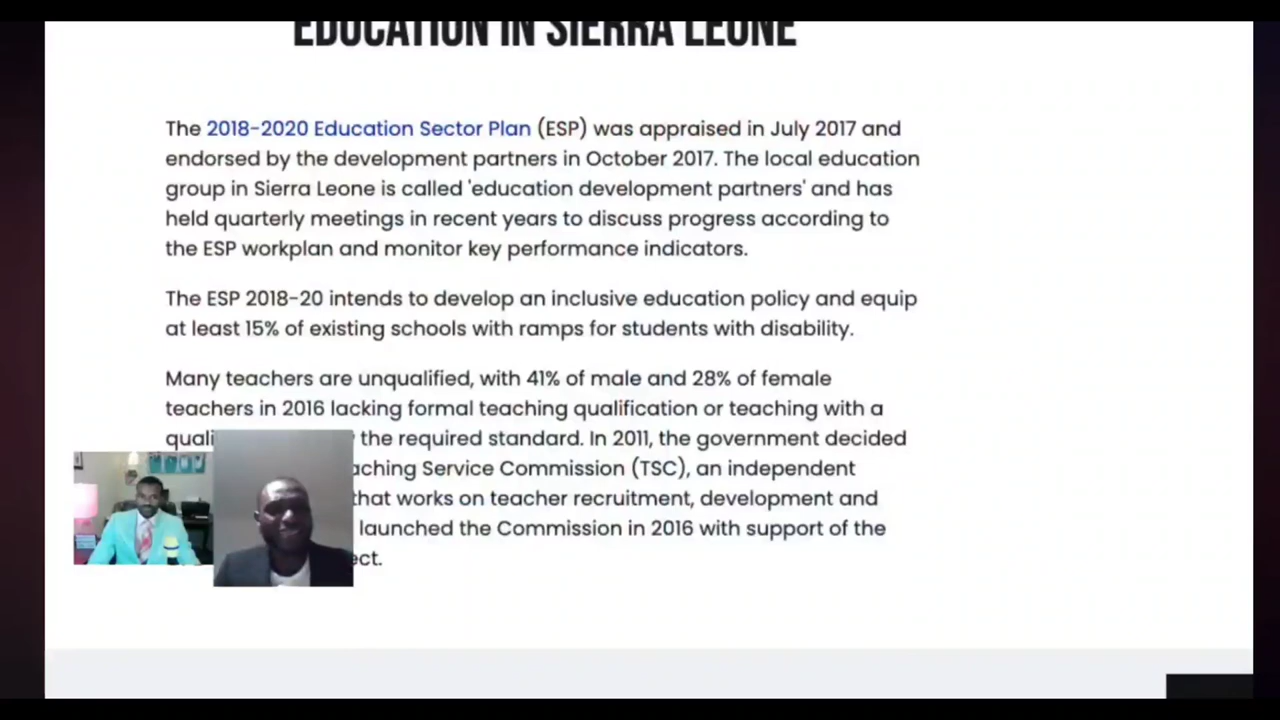 EDUCATION IN SIERRA LEONE
The 2018-2020 Education Sector Plan (ESP) was appraised in July 2017 and
endorsed by the development partners in October 2017. The local education
group in Sierra Leone is called 'education development partners' and has
held quarterly meetings in recent years to discuss progress according to
the ESP workplan and monitor key performance indicators.
The ESP 2018-20 intends to develop an inclusive education policy and equip
at least 15% of existing schools with ramps for students with disability.
Many teachers are unqualified, with 41% of male and 28% of female
teachers in 2016 lacking formal teaching qualification or teaching with a
the required standard. In 2011, the government decided
Service Commission (TSC), an independent
that works on teacher recruitment, development and
launched the Commission in 2016 with support of the